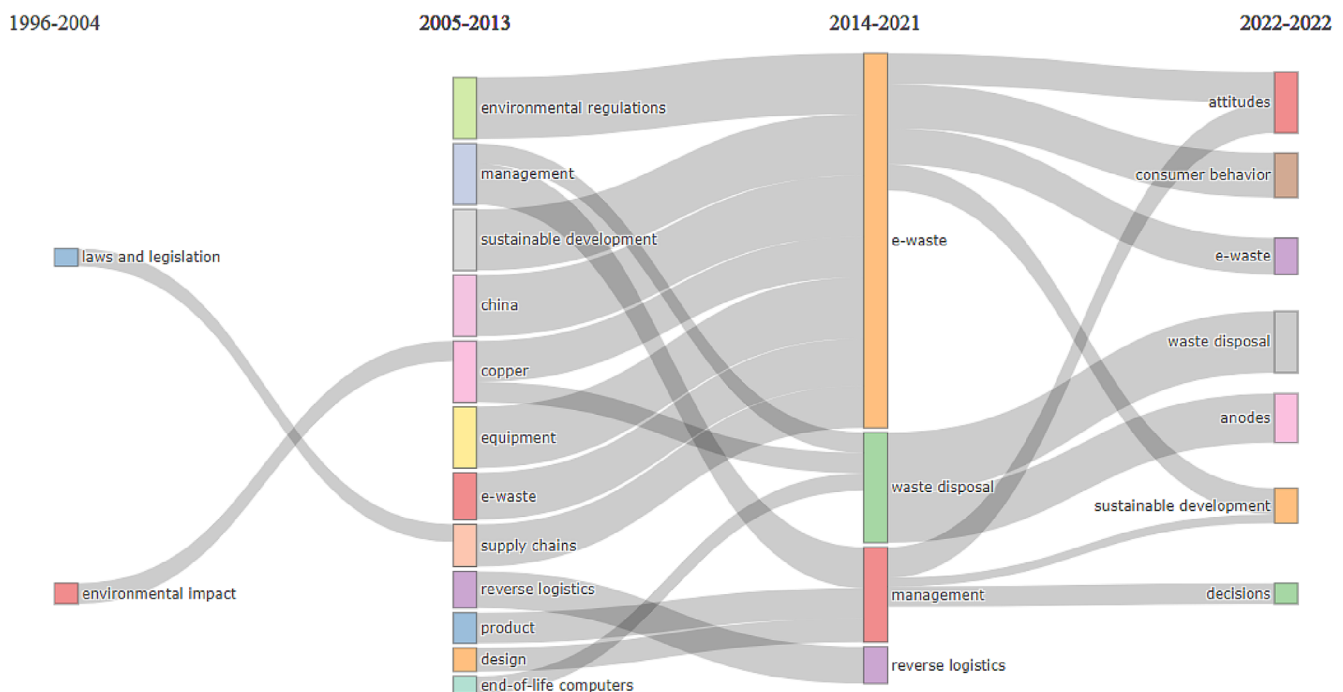 1996-2004
2005-2013
2014-2021
2022-2022
laws and legislation
environmental impact
environmental regulations
management
sustainable development
china
copper
equipment
e-waste
supply chains
reverse logistics
product
design
end-of-life computers
e-waste
waste disposal
management
reverse logistics
attitudes
consumer behavior
e-waste
waste disposal
anodes
sustainable development
decisions